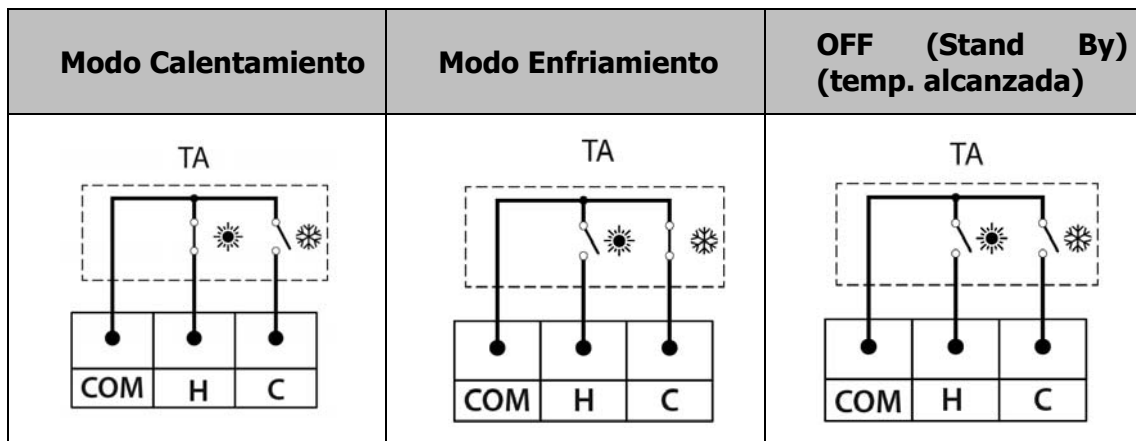 Modo Calentamiento
Modo Enfriamiento
OFF (Stand By)
(temp. alcanzada)
TA
COM H C
TA
COM H C
TA
COM H C